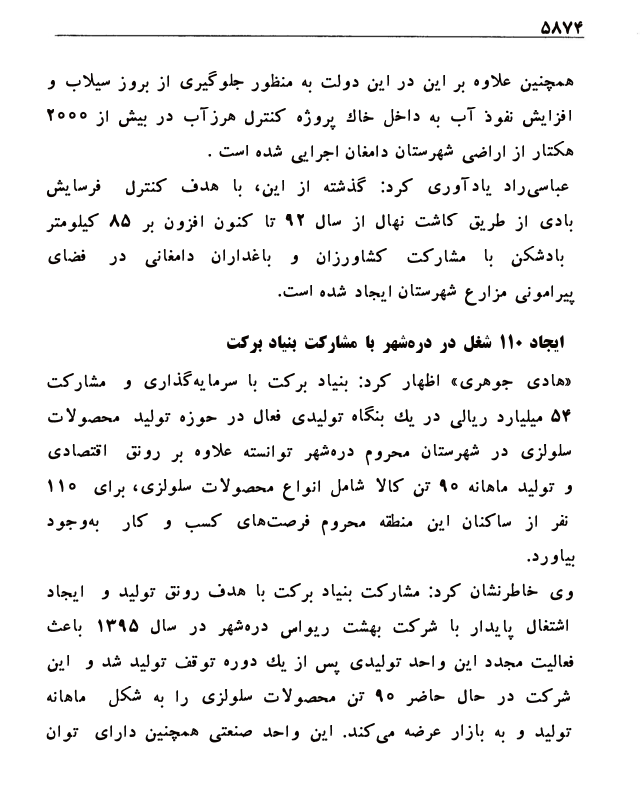 ۵۸۷۴
همچنین علاوه بر این در این دولت به منظور جلوگیری از بروز سیلاب و
افزایش نفوذ آب به داخل خاک پروژه کنترل هرزآب در بیش از ۲۰۰۰
هکتار از اراضی شهرستان دامغان اجرایی شده است .
عباسی‌راد یادآوری کرد: گذشته از این، با هدف کنترل فرسایش
بادی از طریق کاشت نهال از سال ۹۲ تا کنون افزون بر ۸۵ کیلومتر
بادشکن با مشارکت کشاورزان و باغداران دامغانی در فضای
پیرامونی مزارع شهرستان ایجاد شده است.
ایجاد ۱۱۰ شغل در دره‌شهر با مشارکت بنیاد برکت
«هادی جوهری» اظهار کرد: بنیاد برکت با سرمایه‌گذاری و مشارکت
۵۴ میلیارد ریالی در یک بنگاه تولیدی فعال در حوزه تولید محصولات
سلولزی در شهرستان محروم دره‌شهر توانسته علاوه بر رونق اقتصادی
و تولید ماهانه ۹۰ تن کالا شامل انواع محصولات سلولزی، برای ۱۱۰
نفر از ساکنان این منطقه محروم فرصت‌های کسب و کار به‌وجود
بیاورد.
وی خاطرنشان کرد: مشارکت بنیاد برکت با هدف رونق تولید و ایجاد
اشتغال پایدار با شرکت بهشت ریواس دره‌شهر در سال ۱۳۹۵ باعث
فعالیت مجدد این واحد تولیدی پس از یک دوره توقف تولید شد و این
شرکت در حال حاضر ۹۰ تن محصولات سلولزی را به شکل ماهانه
تولید و به بازار عرضه می‌کند. این واحد صنعتی همچنین دارای توان